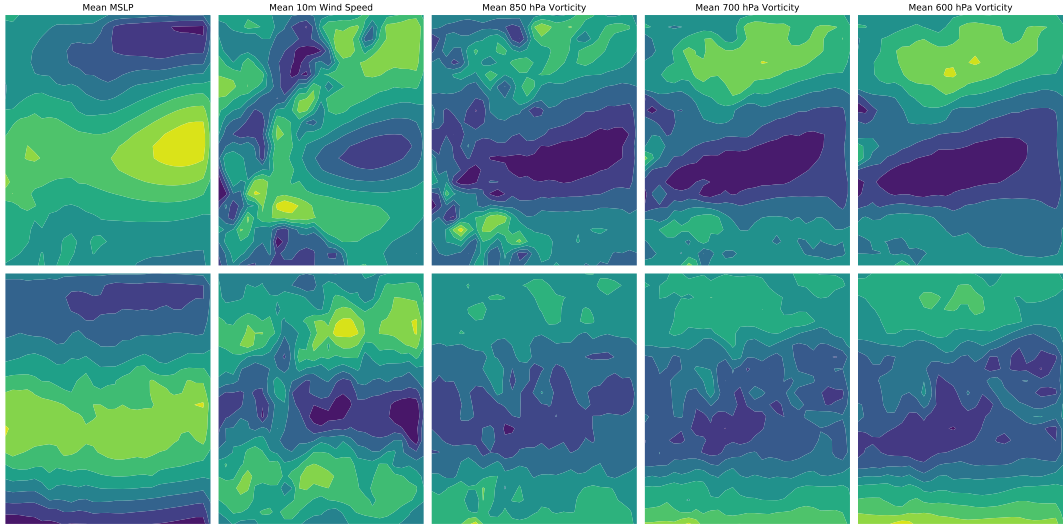 Mean MSLP
Mean 10m Wind Speed
Mean 850 hPa Vorticity
Mean 700 hPa Vorticity
Mean 600 hPa Vorticity